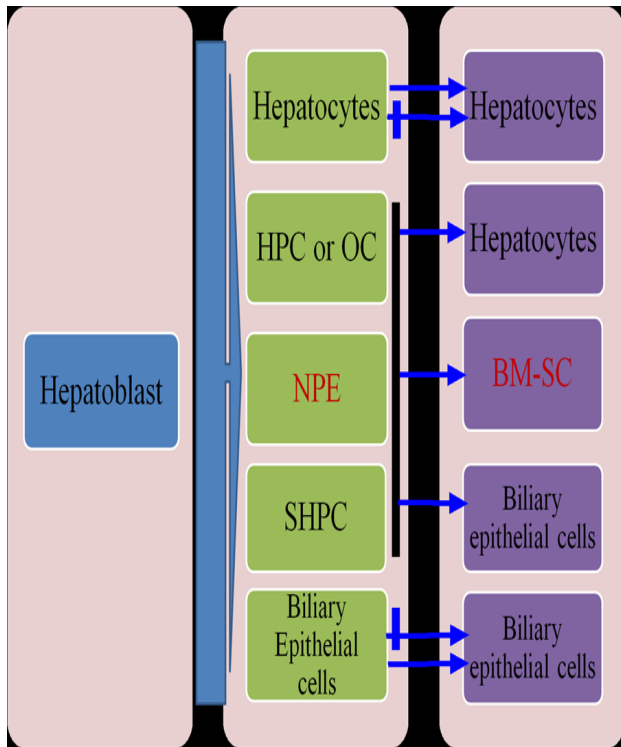 Hepatoblast
Hepatocytes
HPC or OC
NPE
SHPC
Biliary
Epithelial
cells
Hepatocytes
Hepatocytes
BM-SC
Biliary
epithelial cells
Biliary
epithelial cells